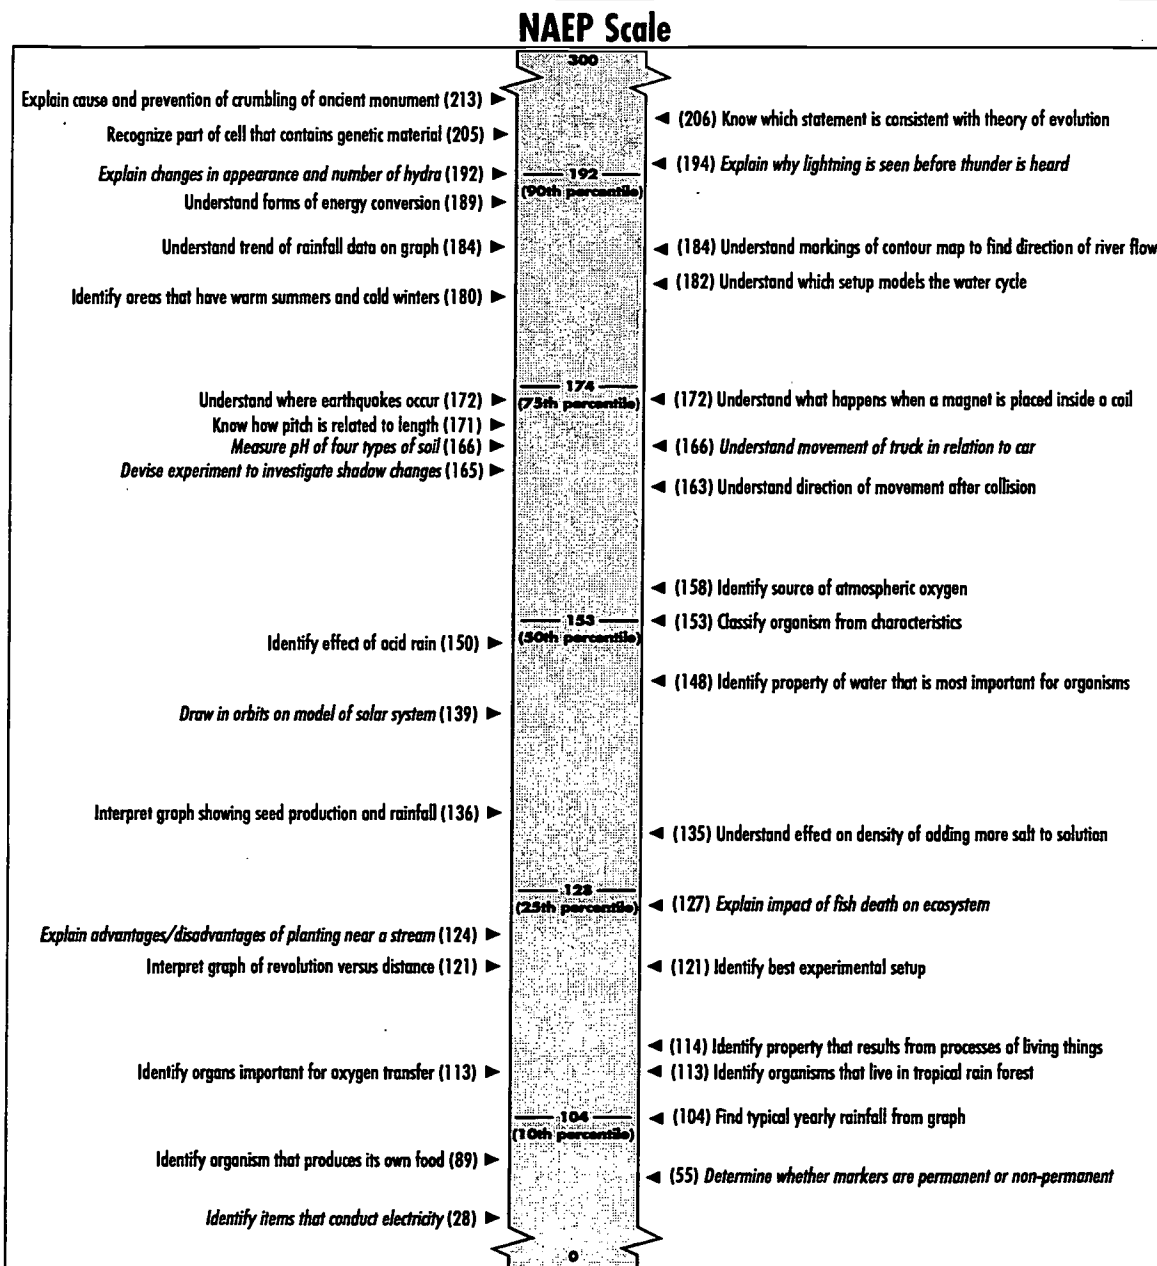 NAEP Scale
300
Explain cause and prevention of crumbling of ancient monument (213) ►
◄ (206) Know which statement is consistent with theory of evolution
Recognize part of cell that contains genetic material (205) ►
◄ (194) Explain why lightning is seen before thunder is heard
Explain changes in appearance and number of hydra (192) ►
192
(90th percentile)
Understand forms of energy conversion (189) ►
Understand trend of rainfall data on graph (184) ►
◄ (184) Understand markings of contour map to find direction of river flow
◄ (182) Understand which setup models the water cycle
Identify areas that have warm summers and cold winters (180) ►
174
(75th percentile)
Understand where earthquakes occur (172) ►
◄ (172) Understand what happens when a magnet is placed inside a coil
Know how pitch is related to length (171) ►
Measure pH of four types of soil (166) ►
◄ (166) Understand movement of truck in relation to car
Devise experiment to investigate shadow changes (165) ►
◄ (163) Understand direction of movement after collision
◄ (158) Identify source of atmospheric oxygen
153
(50th percentile)
◄ (153) Classify organism from characteristics
Identify effect of acid rain (150) ►
◄ (148) Identify property of water that is most important for organisms
Draw in orbits on model of solar system (139) ►
Interpret graph showing seed production and rainfall (136) ►
◄ (135) Understand effect on density of adding more salt to solution
128
(25th percentile)
◄ (127) Explain impact of fish death on ecosystem
Explain advantages/disadvantages of planting near a stream (124) ►
Interpret graph of revolution versus distance (121) ►
◄ (121) Identify best experimental setup
◄ (114) Identify property that results from processes of living things
Identify organs important for oxygen transfer (113) ►
◄ (113) Identify organisms that live in tropical rain forest
104
(10th percentile)
◄ (104) Find typical yearly rainfall from graph
Identify organism that produces its own food (89) ►
◄ (55) Determine whether markers are permanent or non-permanent
Identify items that conduct electricity (28) ►
0